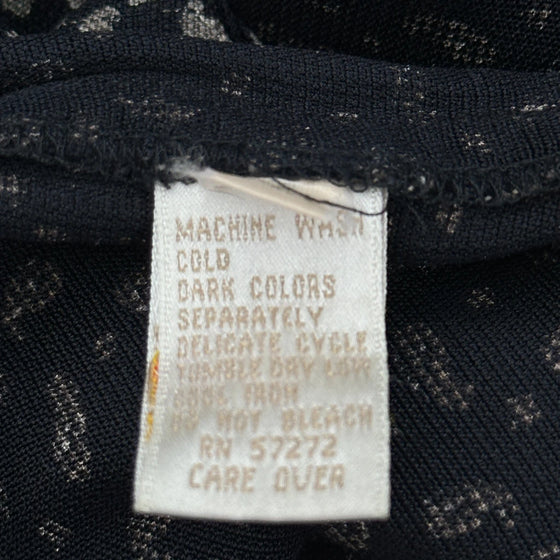 MACHINE WASH
COLD
DARK COLORS
SEPARATELY
DELICATE CYCLE
TUMBLE DRY LOW
COOL IRON
DO NOT BLEACH
RN 57272
CARE OVER